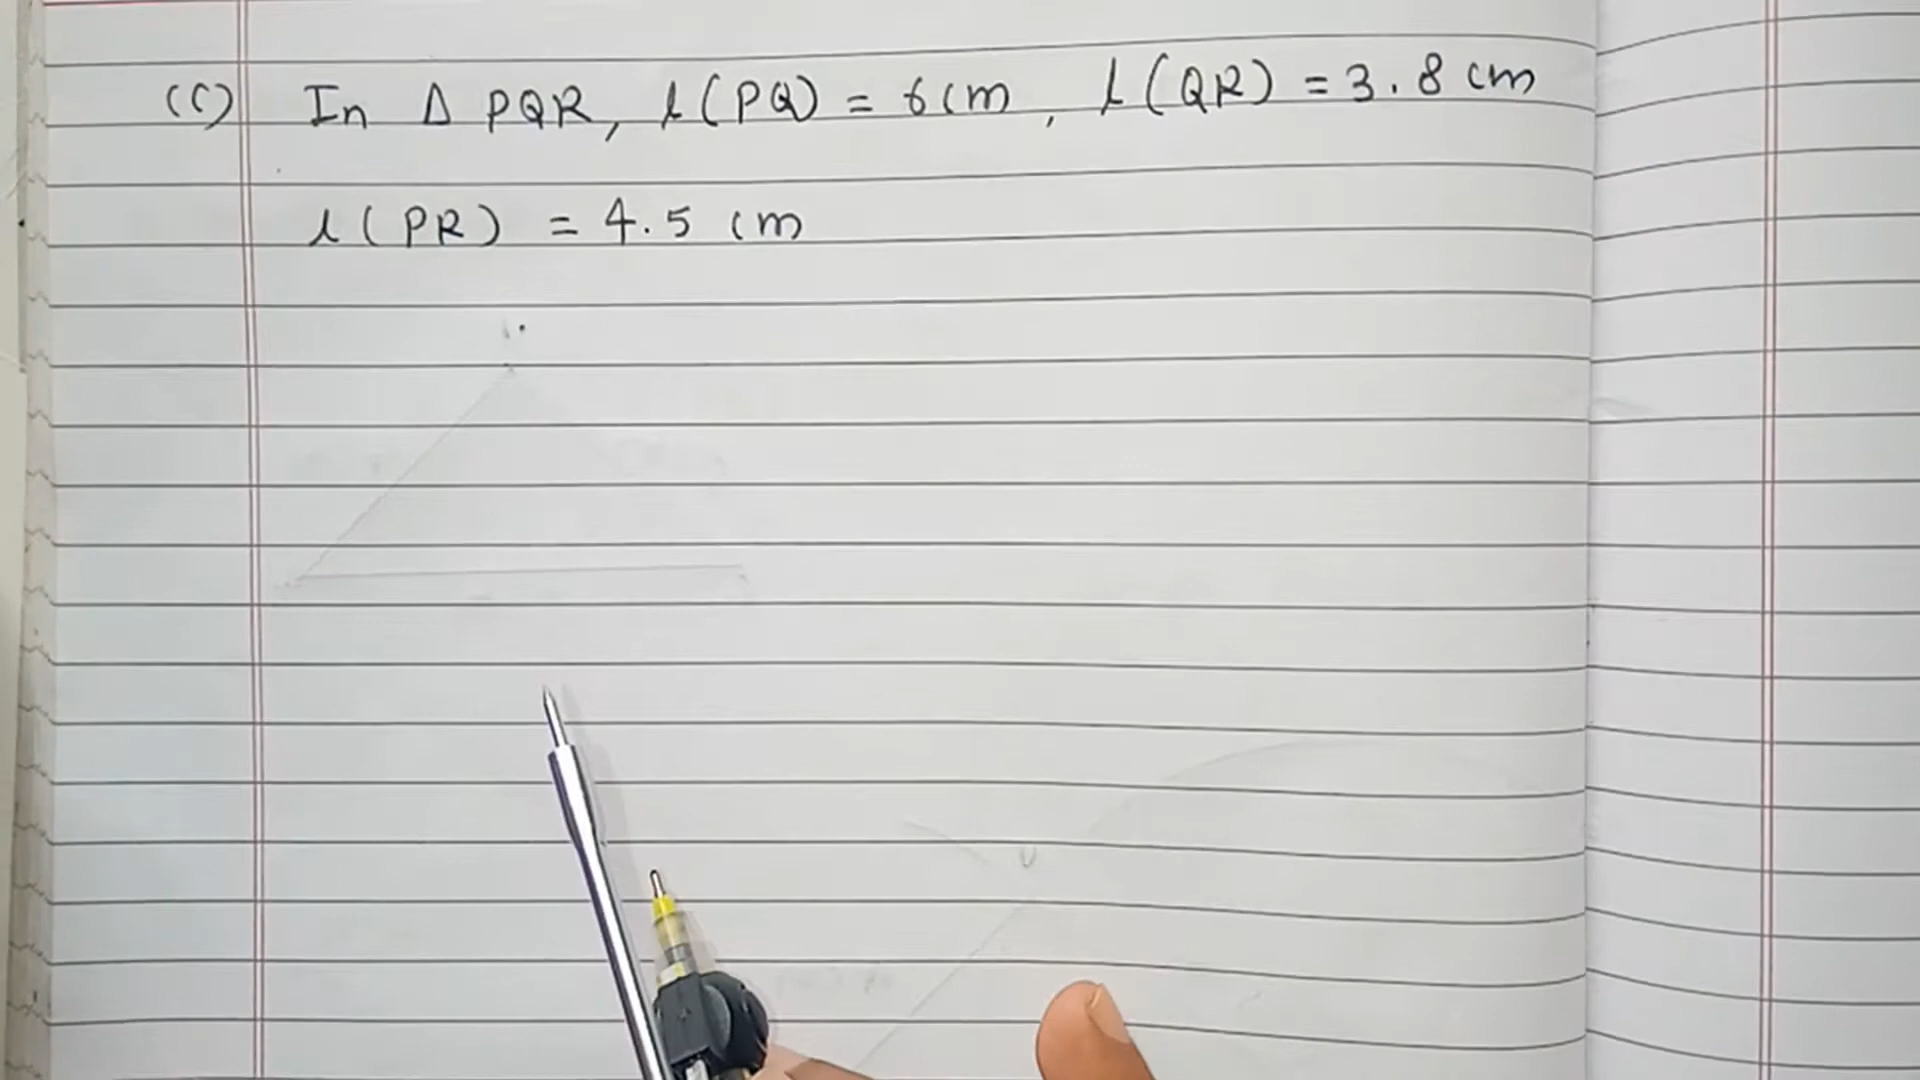 (C) In Δ PQR, l(PQ) = 6cm, l(QR) = 3.8 cm
l(PR) = 4.5 cm